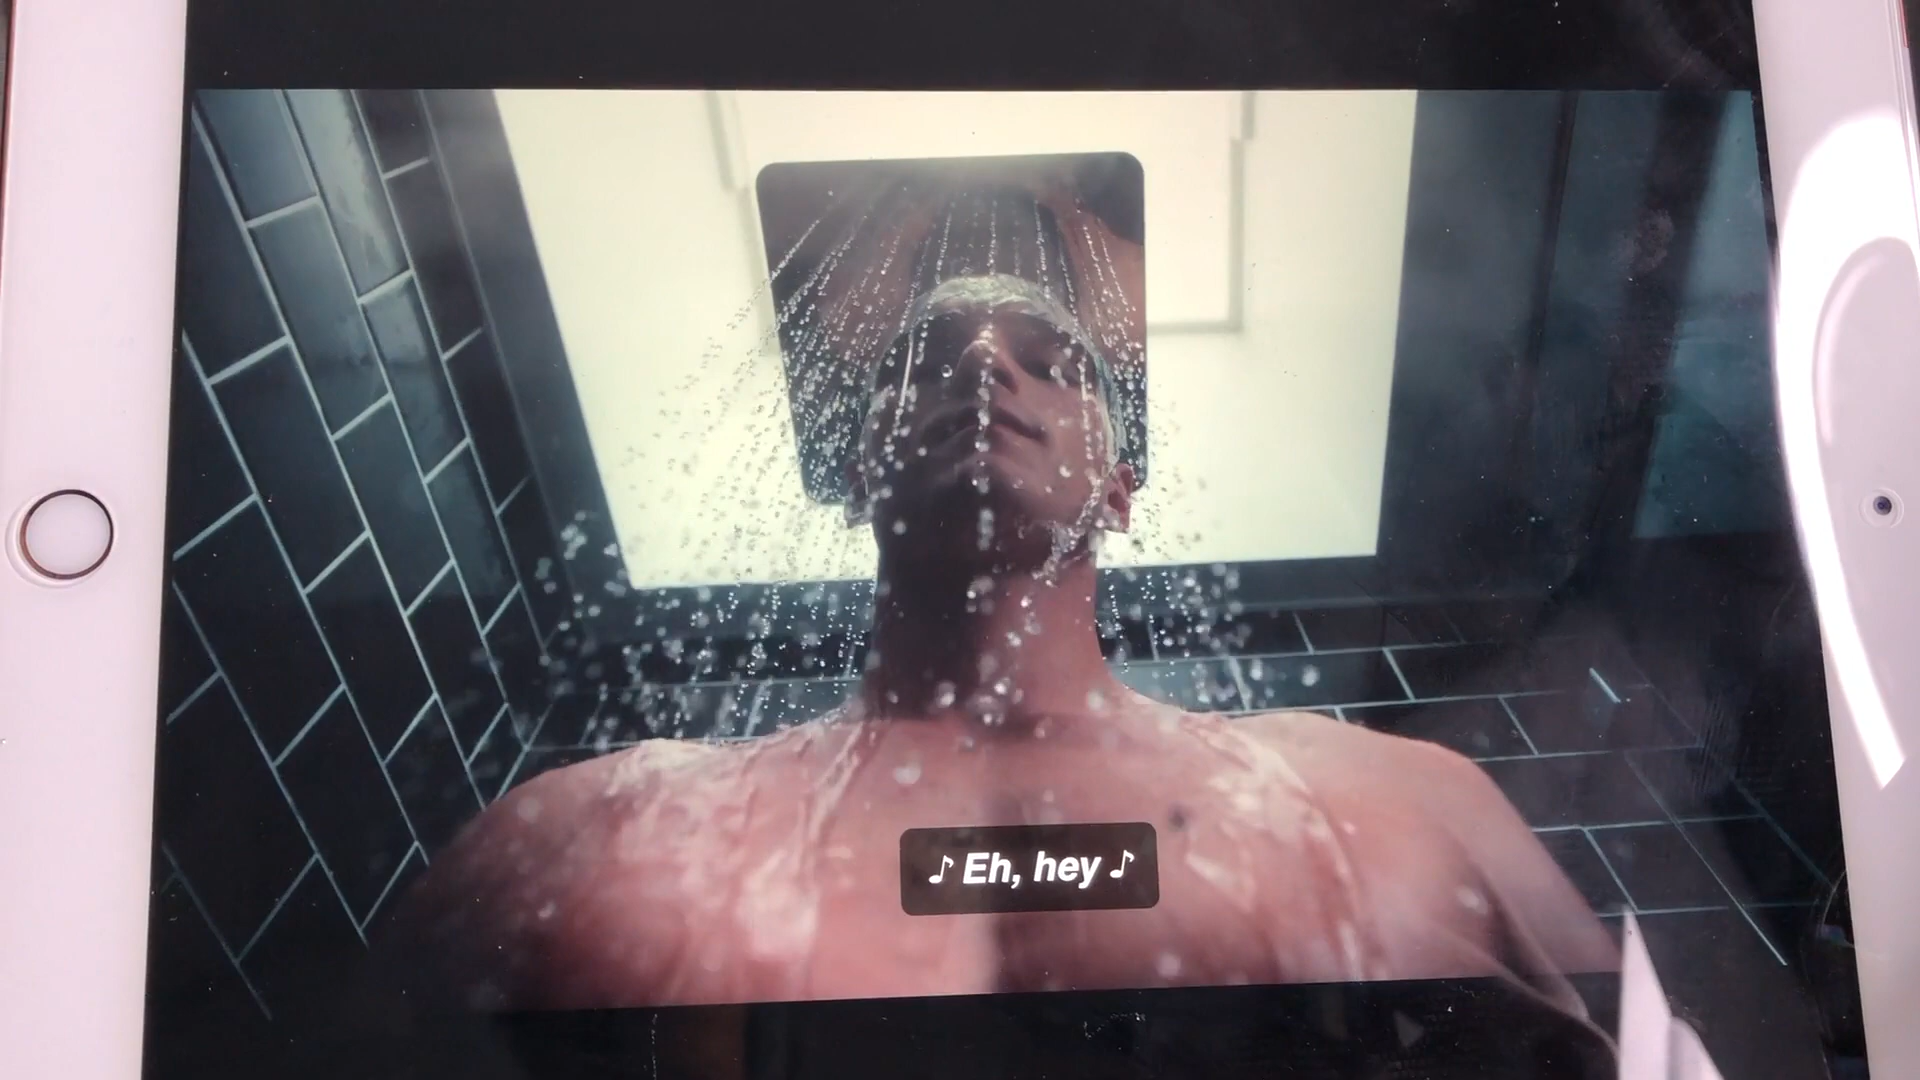 ♪ Eh, hey ♪